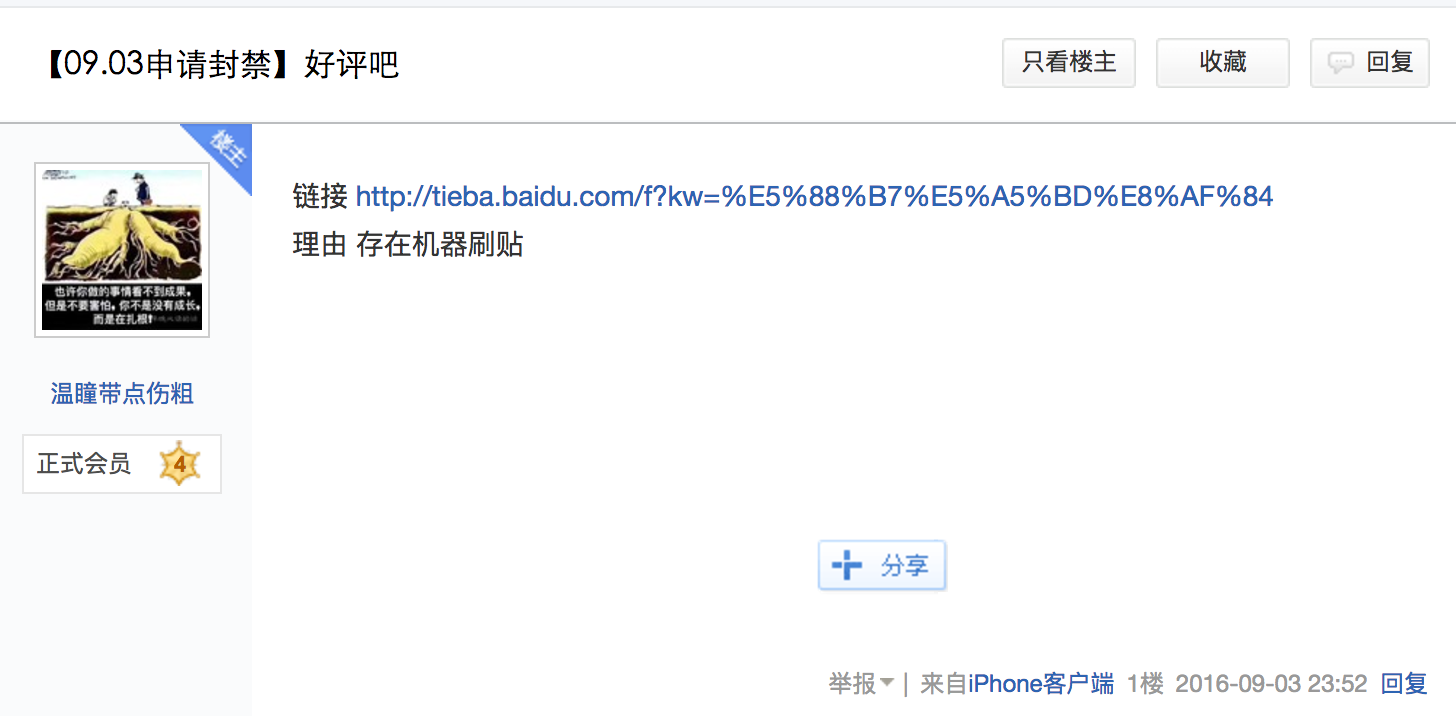 【09.03申请封禁】好评吧
只看楼主
收藏
回复
楼主
链接 http://tieba.baidu.com/f?kw=%E5%88%B7%E5%A5%BD%E8%AF%84
理由 存在机器刷贴
也许你做的事情看不到成果。
但是不要害怕。你不是没有成长。
而是在扎根!
温瞳带点伤粗
正式会员 4
分享
举报 | 来自iPhone客户端 1楼 2016-09-03 23:52 回复